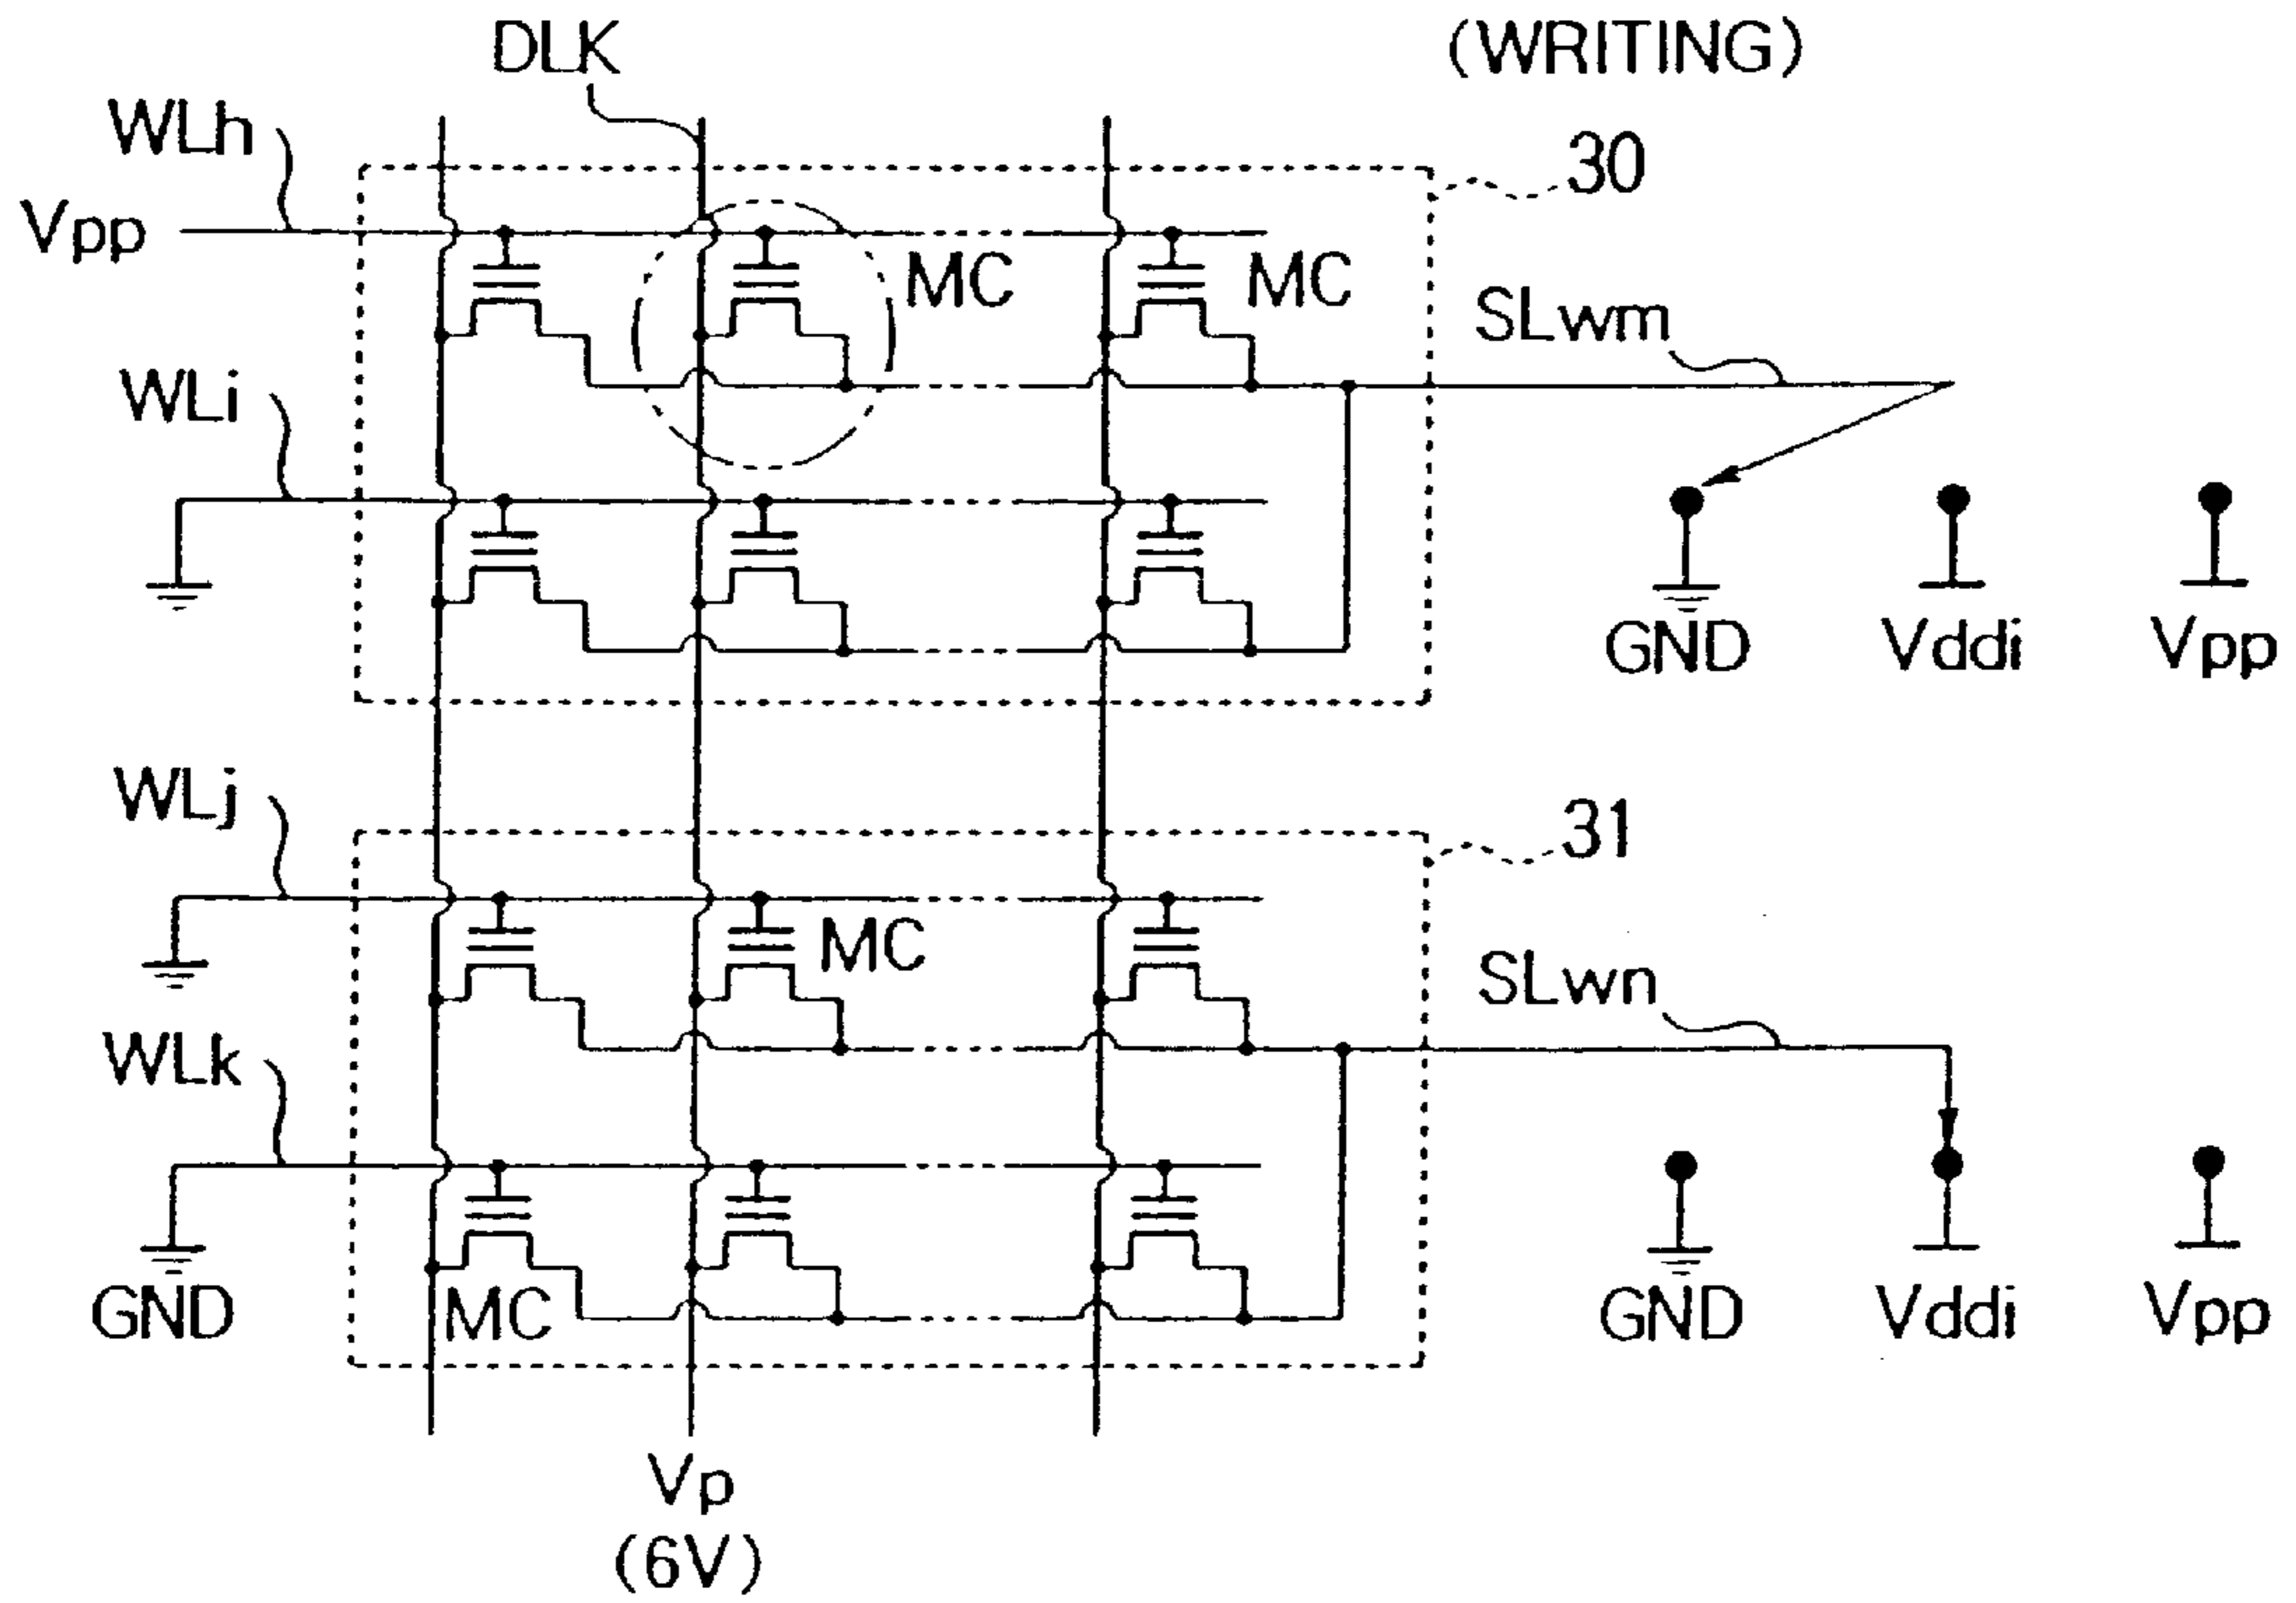 DLK
(WRITING)
WLh
30
Vpp
MC
MC
SLwm
WLi
GND
Vddi
Vpp
WLj
31
MC
SLwn
WLk
GND
MC
GND
Vddi
Vpp
Vp
(6V)